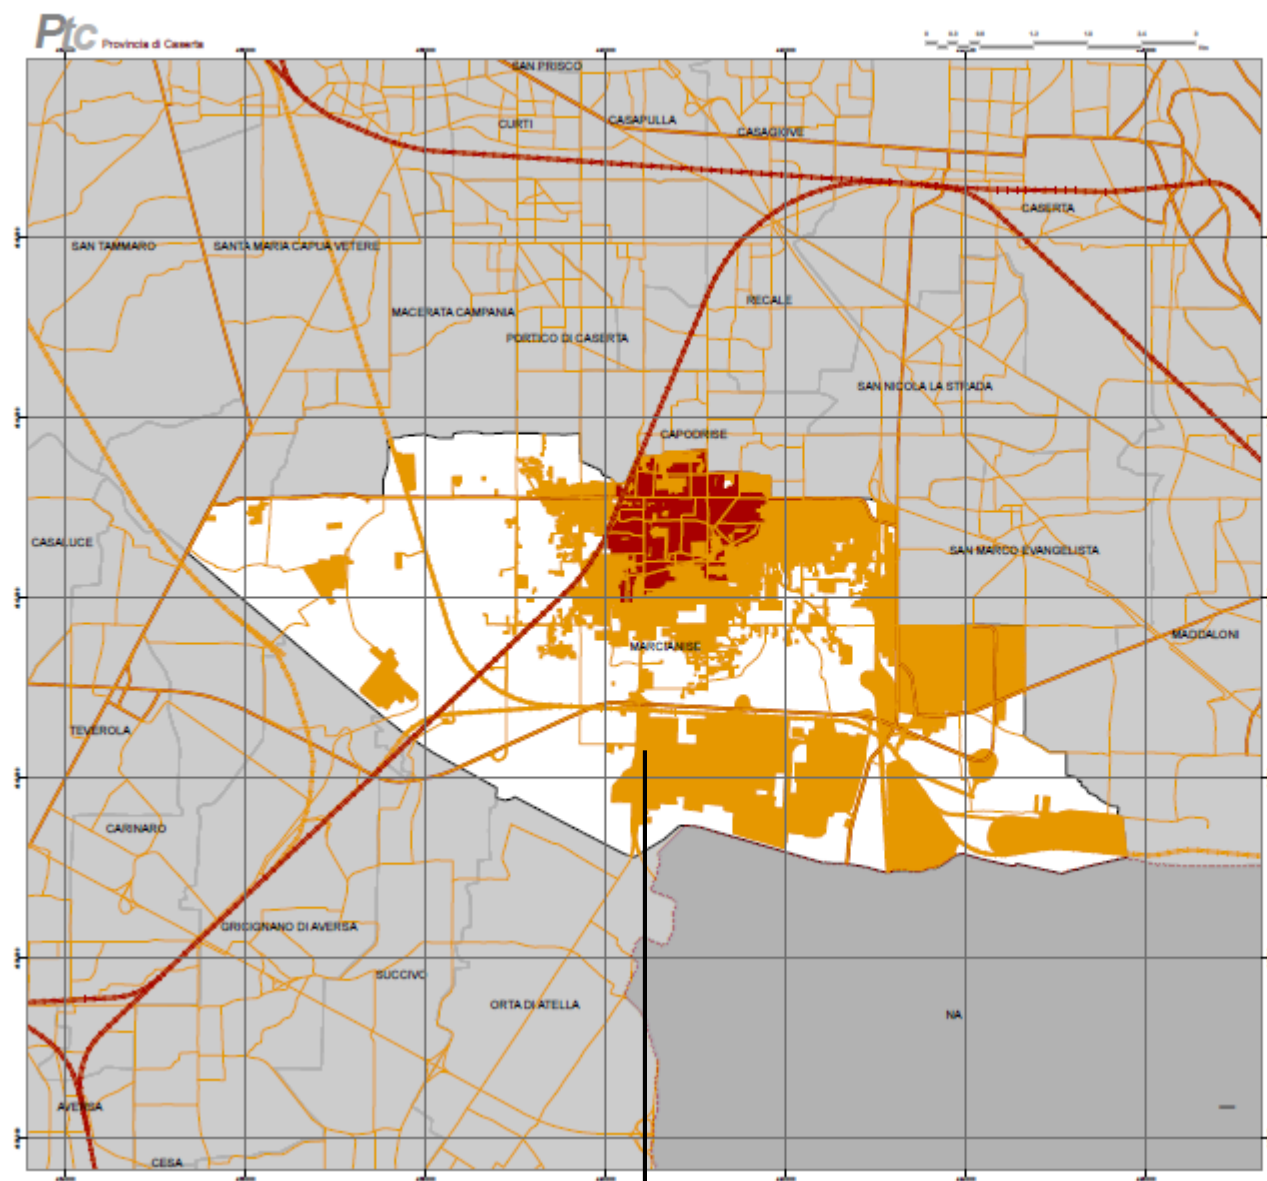 Ptc Provincia di Caserta
SAN PRISCO
CURTI
CASAPULLA
CASAGIOVE
CASERTA
SAN TAMMARO
SANTA MARIA CAPUA VETERE
MACERATA CAMPANIA
RECALE
PORTICO DI CASERTA
SAN NICOLA LA STRADA
CAPODRISE
CASALUCE
SAN MARCO EVANGELISTA
MADDALONI
MARCIANISE
TEVEROLA
CARINARO
GRICIGNANO DI AVERSA
SUCCIVO
ORTA DI ATELLA
NA
AVERSA
CESA